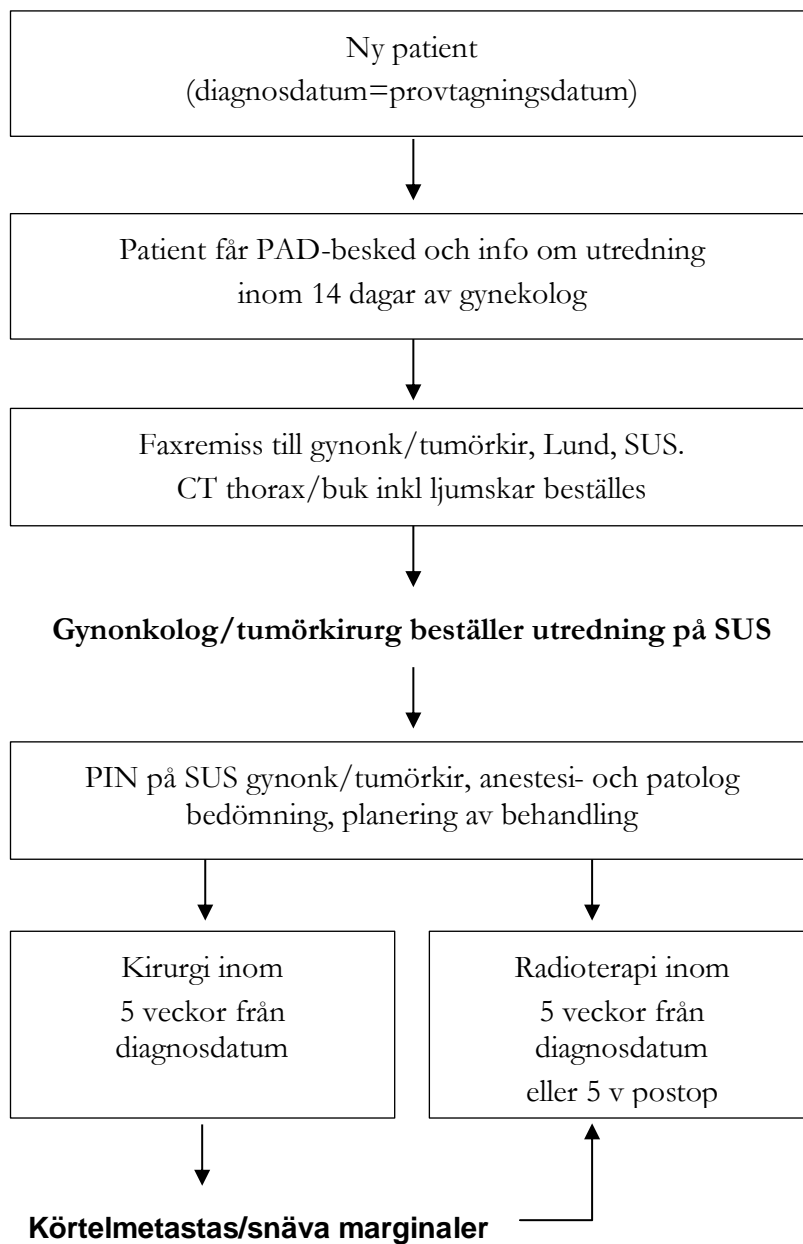 Ny patient
(diagnosdatum=provtagningsdatum)
Patient får PAD-besked och info om utredning
inom 14 dagar av gynekolog
Faxremiss till gynonk/tumörkir, Lund, SUS.
CT thorax/buk inkl ljumskar beställes
Gynonkolog/tumörkirurg beställer utredning på SUS
PIN på SUS gynonk/tumörkir, anestesi- och patolog
bedömning, planering av behandling
Kirurgi inom
5 veckor från
diagnosdatum
Radioterapi inom
5 veckor från
diagnosdatum
eller 5 v postop
Körtelmetastas/snäva marginaler